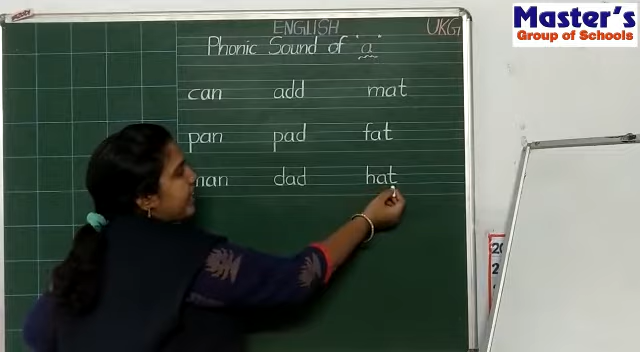 Master's
Group of Schools
ENGLISH UKG
Phonic Sound of "a"
can add mat
pan pad fat
man dad hat